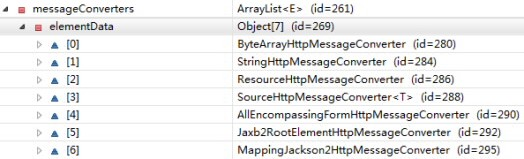 messageConverters ArrayList<E> (id=261)
elementData Object[7] (id=269)
[0] ByteArrayHttpMessageConverter (id=280)
[1] StringHttpMessageConverter (id=284)
[2] ResourceHttpMessageConverter (id=286)
[3] SourceHttpMessageConverter<T> (id=288)
[4] AllEncompassingFormHttpMessageConverter (id=290)
[5] Jaxb2RootElementHttpMessageConverter (id=292)
[6] MappingJackson2HttpMessageConverter (id=295)